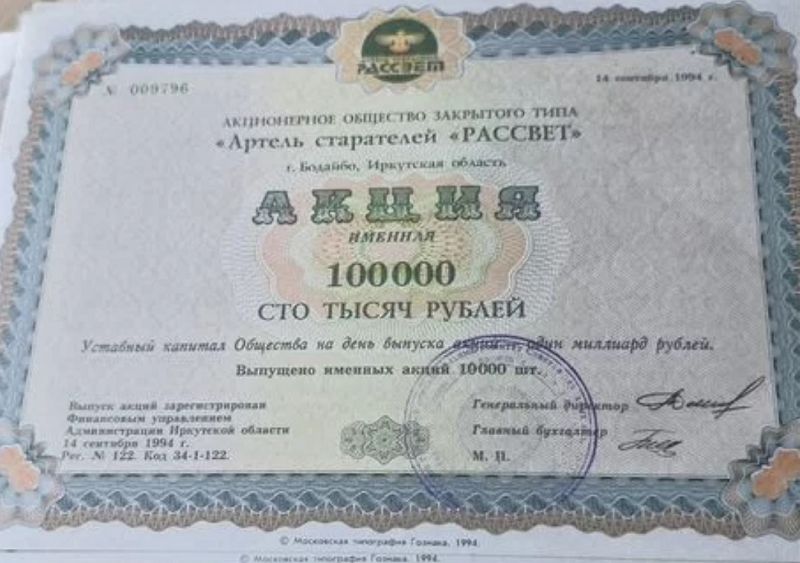 РАССВЕТ
№ 009796
14 сентября 1994 г.
АКЦИОНЕРНОЕ ОБЩЕСТВО ЗАКРЫТОГО ТИПА
«Артель старателей «РАССВЕТ»
г. Бодайбо, Иркутская область
АКЦИЯ
ИМЕННАЯ
100000
СТО ТЫСЯЧ РУБЛЕЙ
Уставный капитал Общества на день выпуска акций — один миллиард рублей.
Выпущено именных акций 10000 шт.
Выпуск акций зарегистрирован
Финансовым управлением
Администрации Иркутской области
14 сентября 1994 г.
Рег. № 122. Код 34-1-122.
Генеральный директор
Главный бухгалтер
М. П.
© Московская типография Гознака. 1994.
© Московская типография Гознака. 1994.